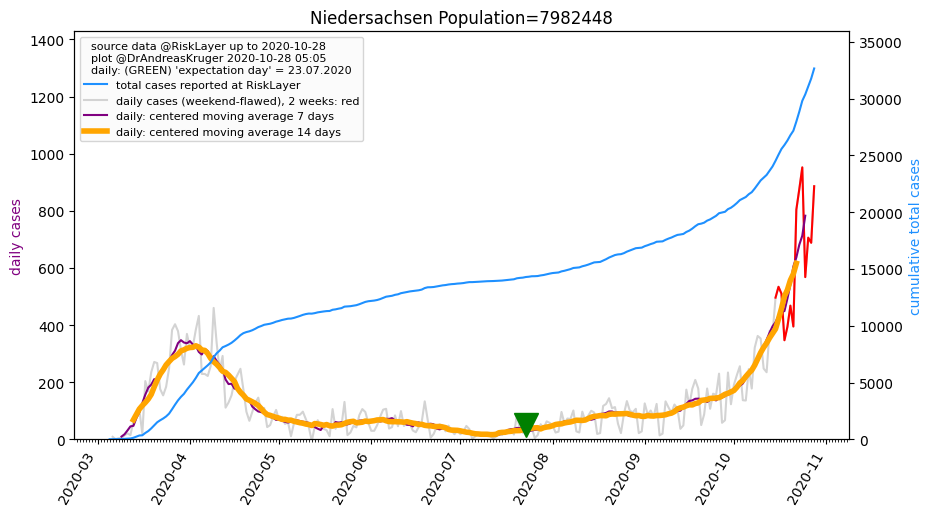 Niedersachsen Population=7982448
source data @RiskLayer up to 2020-10-28
plot @DrAndreasKruger 2020-10-28 05:05
daily: (GREEN) 'expectation day' = 23.07.2020
total cases reported at RiskLayer
daily cases (weekend-flawed), 2 weeks: red
daily: centered moving average 7 days
daily: centered moving average 14 days
daily cases
1400
1200
1000
800
600
400
200
0
cumulative total cases
35000
30000
25000
20000
15000
10000
5000
0
2020-03
2020-04
2020-05
2020-06
2020-07
2020-08
2020-09
2020-10
2020-11